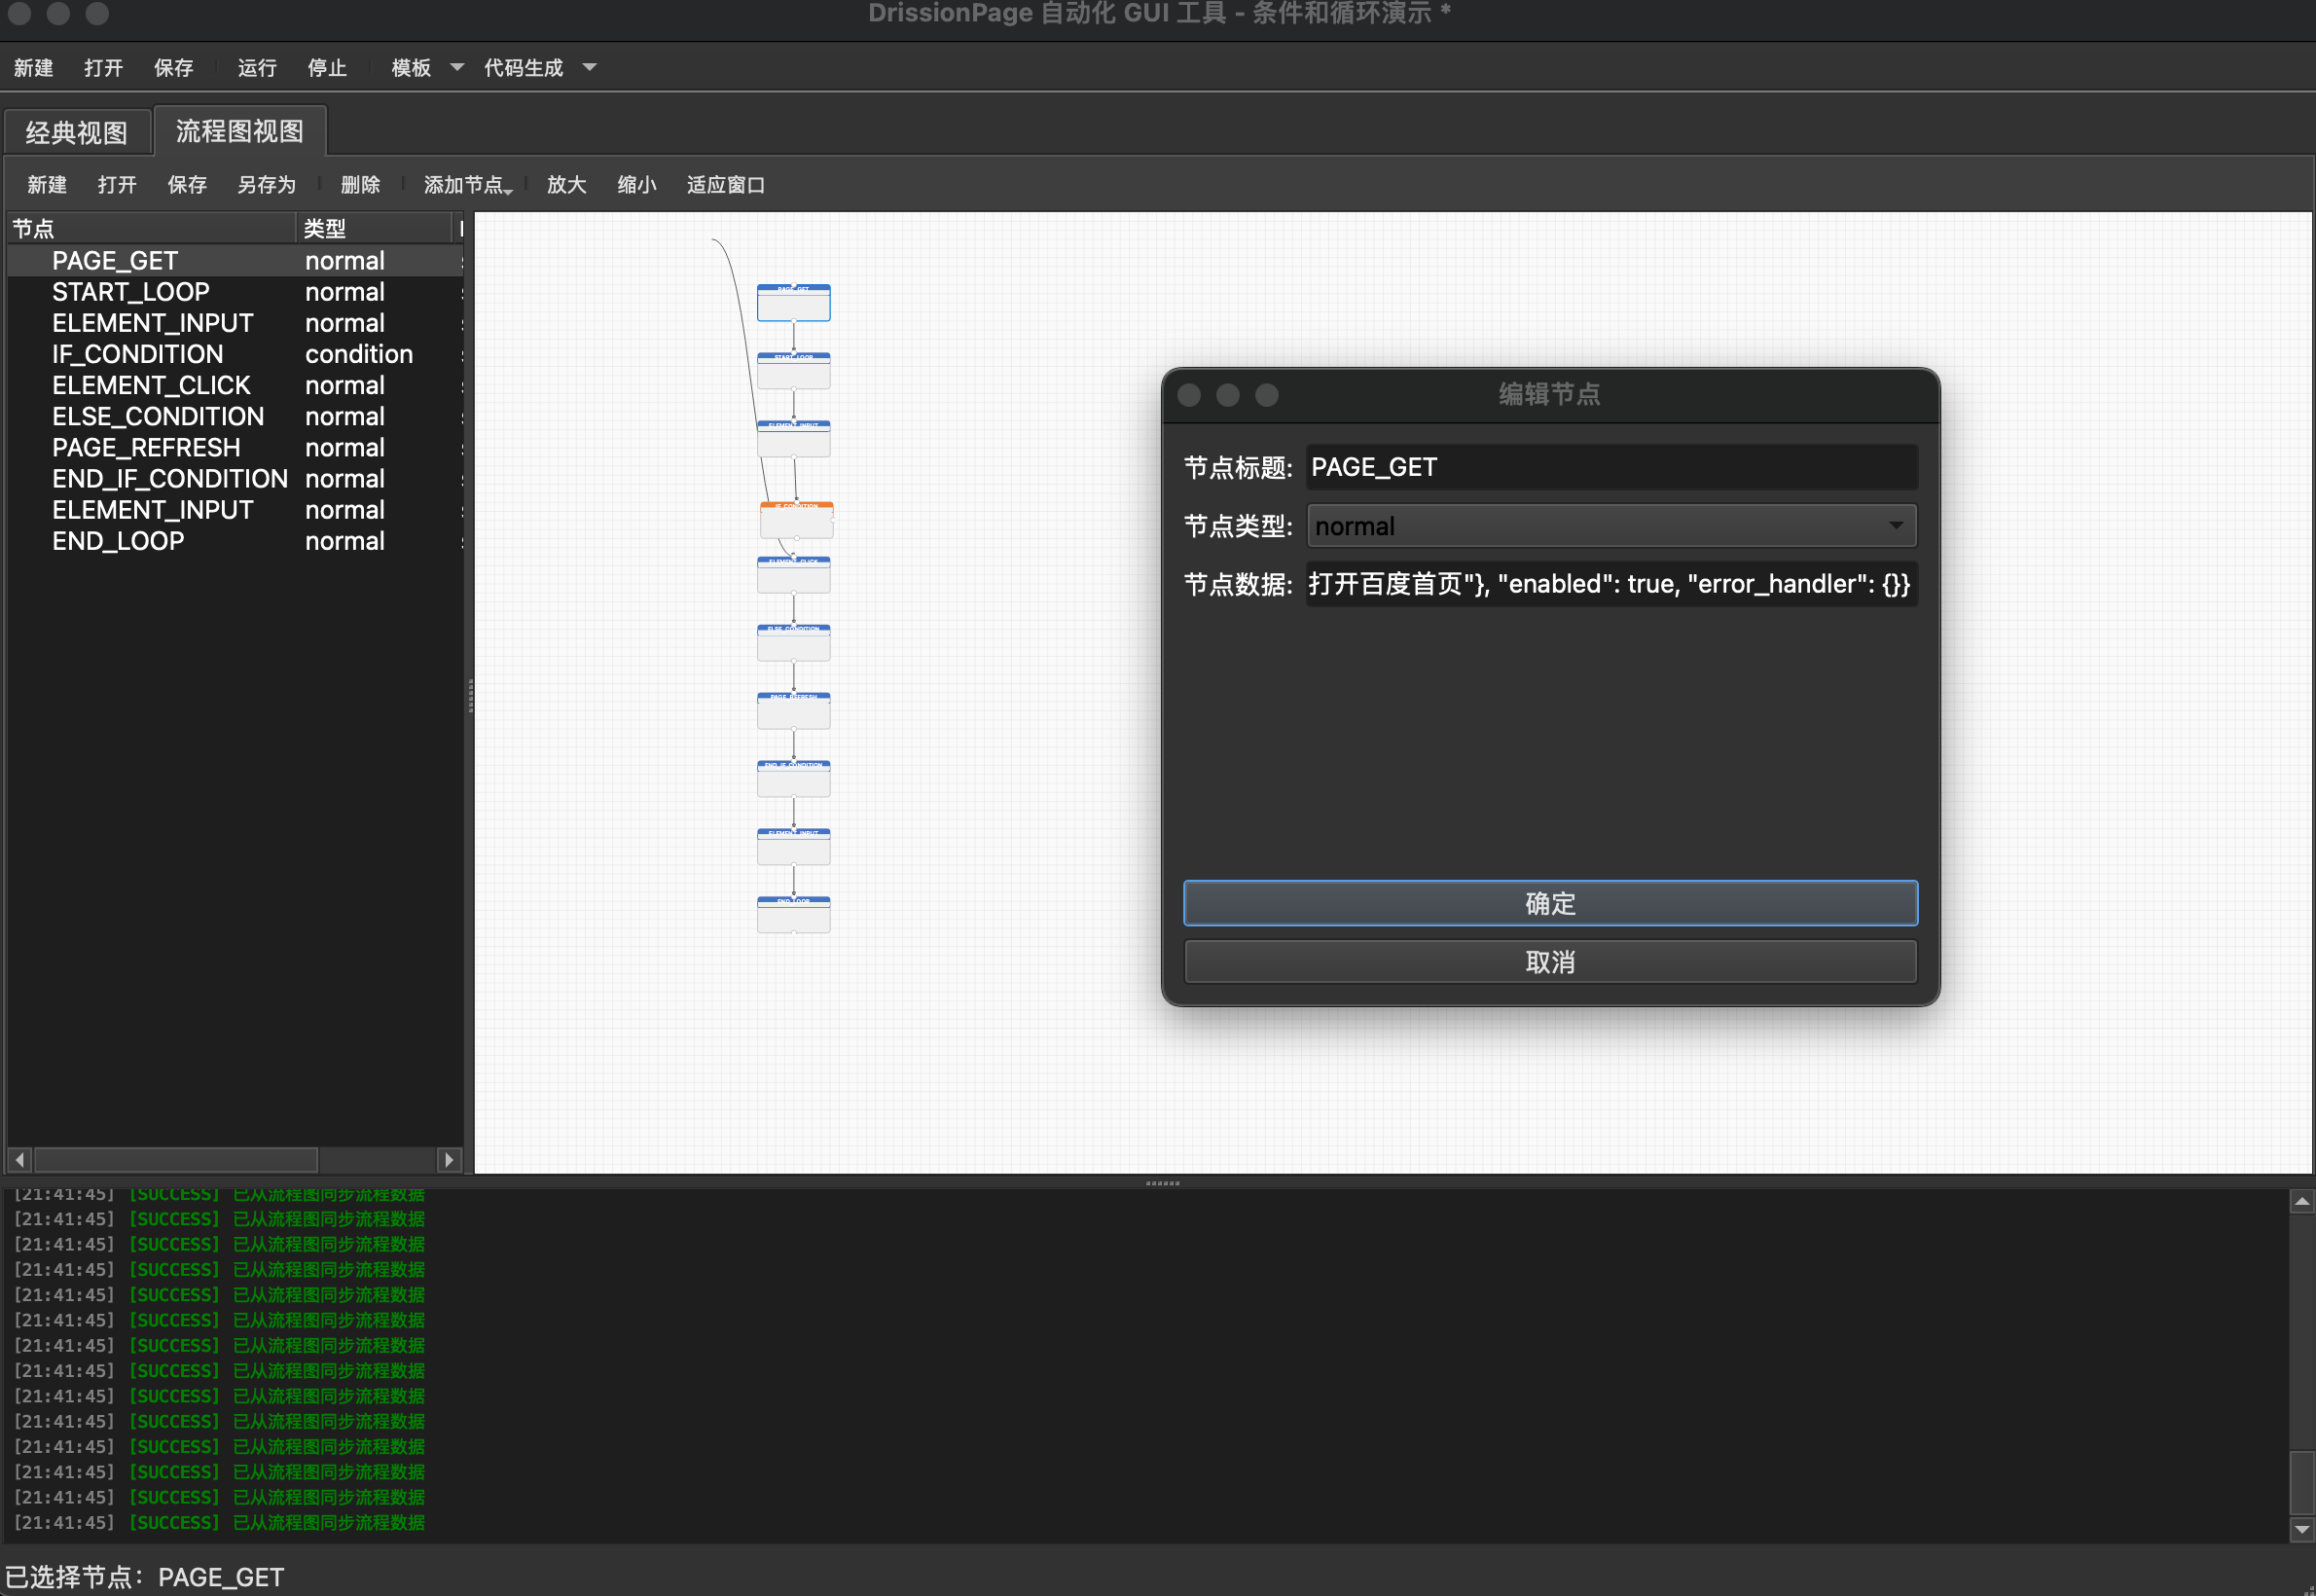 DrissionPage 自动化 GUI 工具 - 条件和循环演示 *
新建 打开 保存 运行 停止 模板 代码生成
经典视图 流程图视图
新建 打开 保存 另存为 删除 添加节点 放大 缩小 适应窗口
节点 类型
PAGE_GET normal
START_LOOP normal
ELEMENT_INPUT normal
IF_CONDITION condition
ELEMENT_CLICK normal
ELSE_CONDITION normal
PAGE_REFRESH normal
END_IF_CONDITION normal
ELEMENT_INPUT normal
END_LOOP normal
PAGE_GET
START_LOOP
ELEMENT_INPUT
IF_CONDITION
ELEMENT_CLICK
ELSE_CONDITION
PAGE_REFRESH
END_IF_CONDITION
ELEMENT_INPUT
END_LOOP
编辑节点
节点标题: PAGE_GET
节点类型: normal
节点数据: 打开百度首页"}, "enabled": true, "error_handler": {}}
确定
取消
[21:41:45] [SUCCESS] 已从流程图同步流程数据
[21:41:45] [SUCCESS] 已从流程图同步流程数据
[21:41:45] [SUCCESS] 已从流程图同步流程数据
[21:41:45] [SUCCESS] 已从流程图同步流程数据
[21:41:45] [SUCCESS] 已从流程图同步流程数据
[21:41:45] [SUCCESS] 已从流程图同步流程数据
[21:41:45] [SUCCESS] 已从流程图同步流程数据
[21:41:45] [SUCCESS] 已从流程图同步流程数据
[21:41:45] [SUCCESS] 已从流程图同步流程数据
[21:41:45] [SUCCESS] 已从流程图同步流程数据
[21:41:45] [SUCCESS] 已从流程图同步流程数据
[21:41:45] [SUCCESS] 已从流程图同步流程数据
[21:41:45] [SUCCESS] 已从流程图同步流程数据
[21:41:45] [SUCCESS] 已从流程图同步流程数据
已选择节点：PAGE_GET